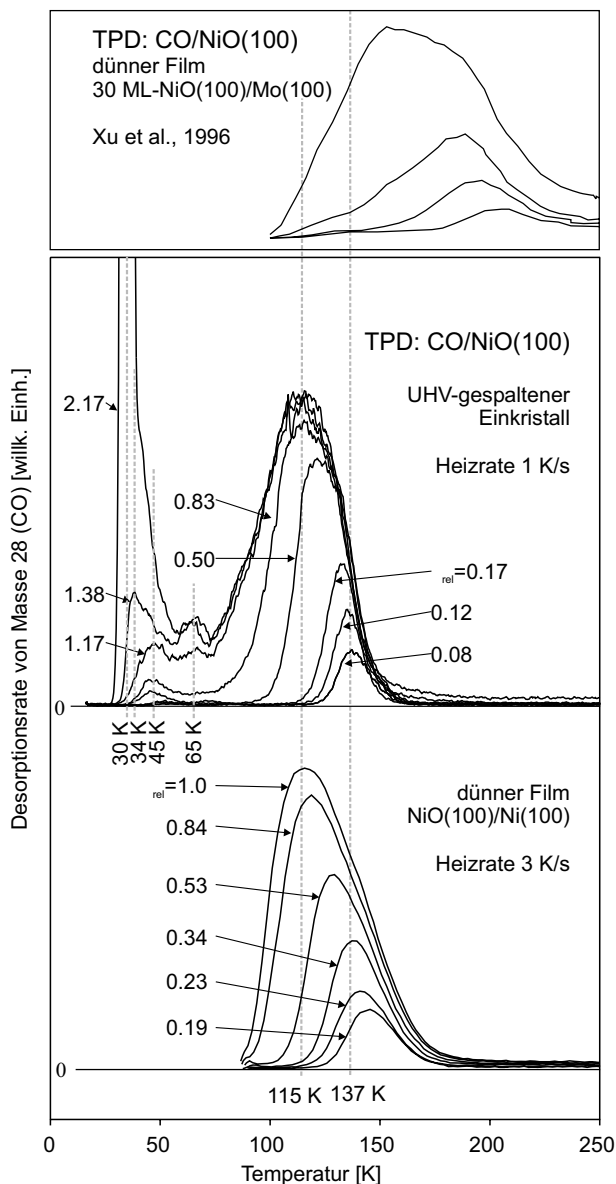 TPD: CO/NiO(100)
dünner Film
30 ML-NiO(100)/Mo(100)
Xu et al., 1996
Desorptionsrate von Masse 28 (CO) [willk. Einh.]
TPD: CO/NiO(100)
UHV-gespaltener
Einkristall
Heizrate 1 K/s
2.17
0.83
0.50
1.38
1.17
rel=0.17
0.12
0.08
0
30 K
34 K
45 K
65 K
dünner Film
NiO(100)/Ni(100)
Heizrate 3 K/s
rel=1.0
0.84
0.53
0.34
0.23
0.19
0
115 K
137 K
0
50
100
150
200
250
Temperatur [K]